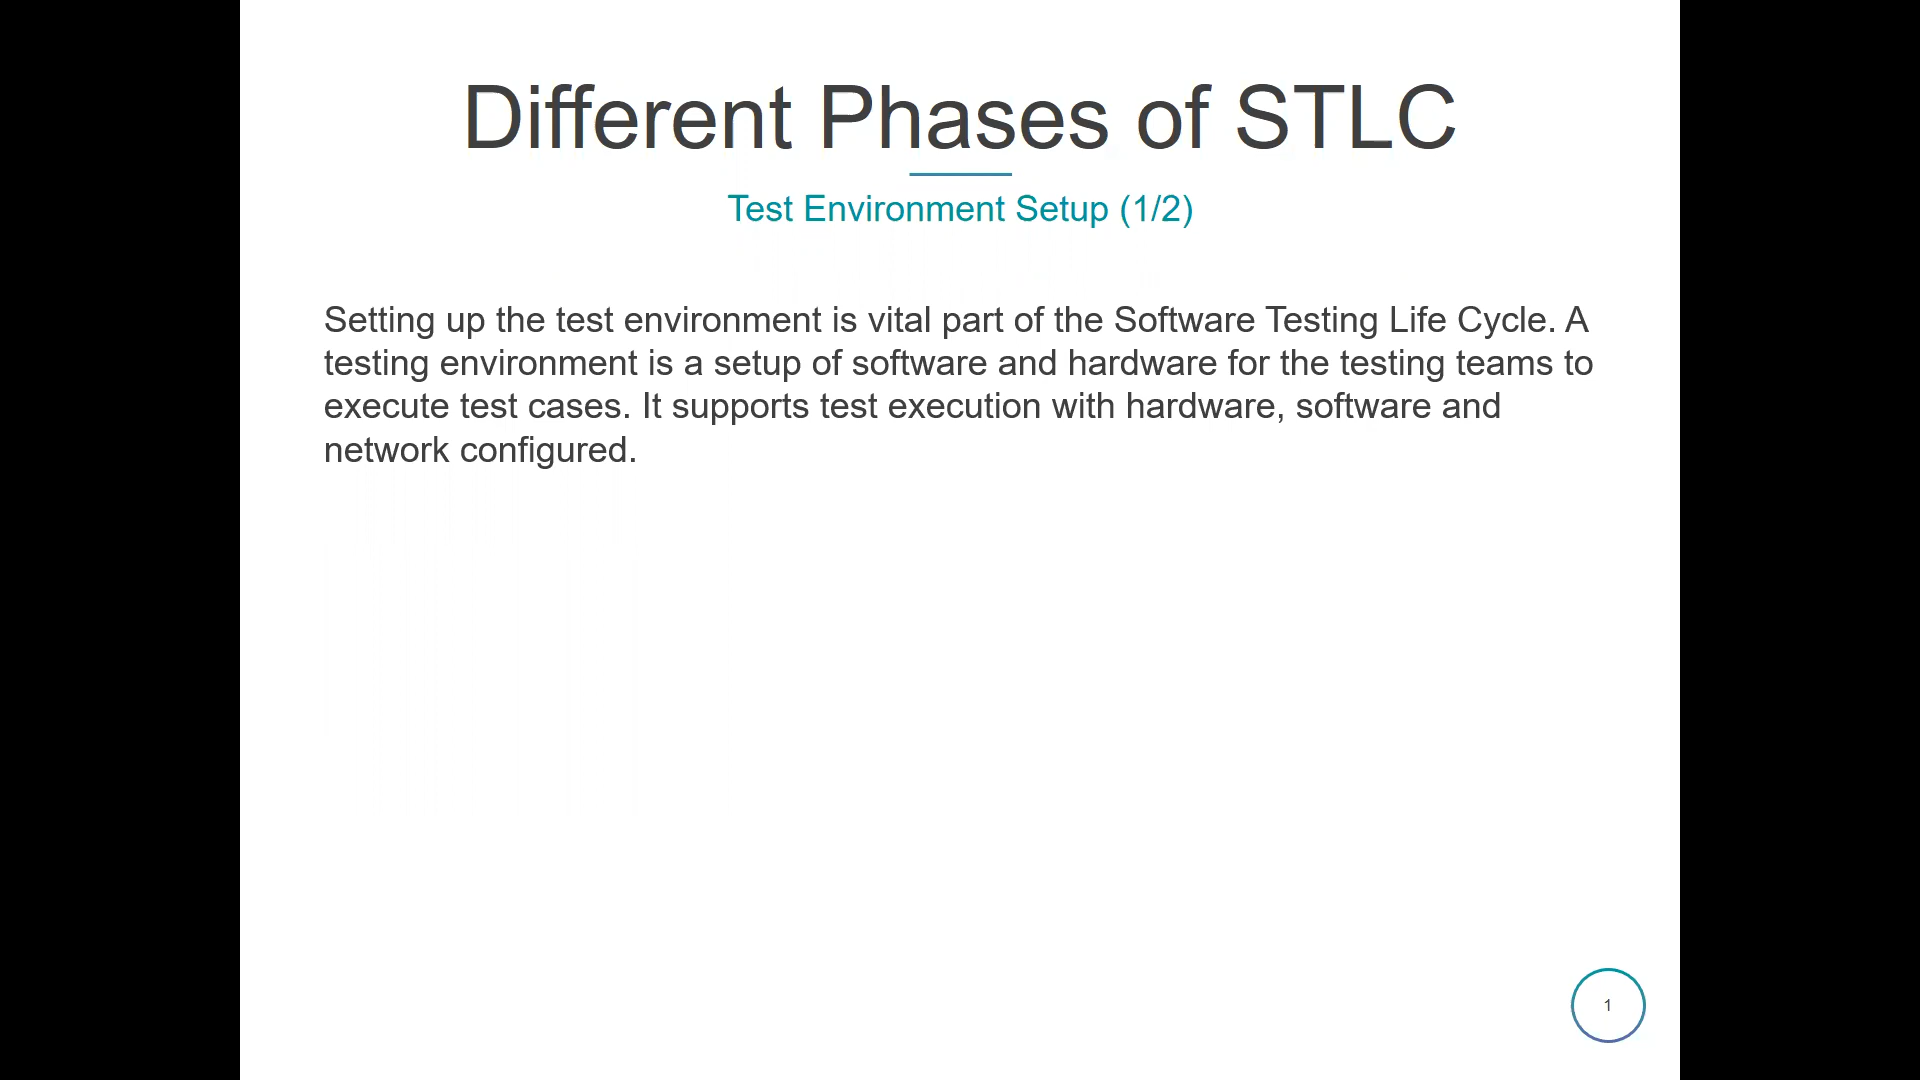 Different Phases of STLC
Test Environment Setup (1/2)
Setting up the test environment is vital part of the Software Testing Life Cycle. A
testing environment is a setup of software and hardware for the testing teams to
execute test cases. It supports test execution with hardware, software and
network configured.
1